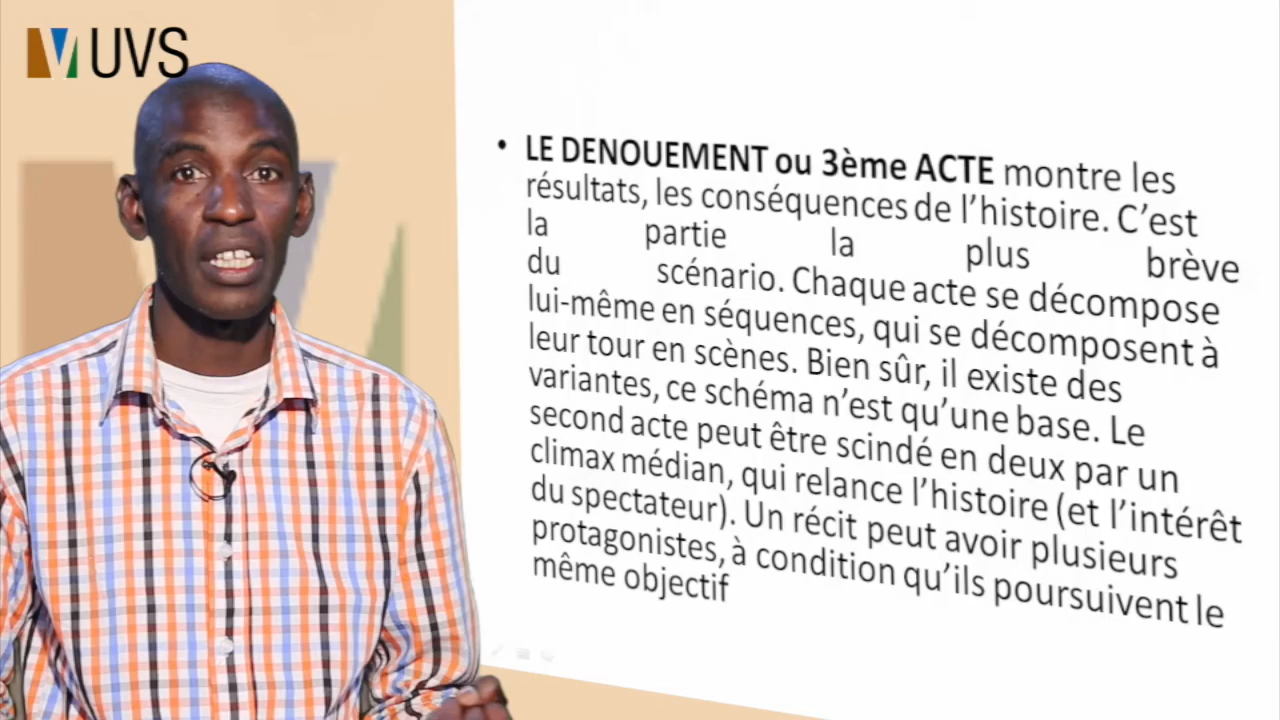 UVS
• LE DENOUEMENT ou 3ème ACTE montre les
résultats, les conséquences de l’histoire. C’est
la partie la plus brève
du scénario. Chaque acte se décompose
lui-même en séquences, qui se décomposent à
leur tour en scènes. Bien sûr, il existe des
variantes, ce schéma n’est qu’une base. Le
second acte peut être scindé en deux par un
climax médian, qui relance l’histoire (et l’intérêt
du spectateur). Un récit peut avoir plusieurs
protagonistes, à condition qu’ils poursuivent le
même objectif